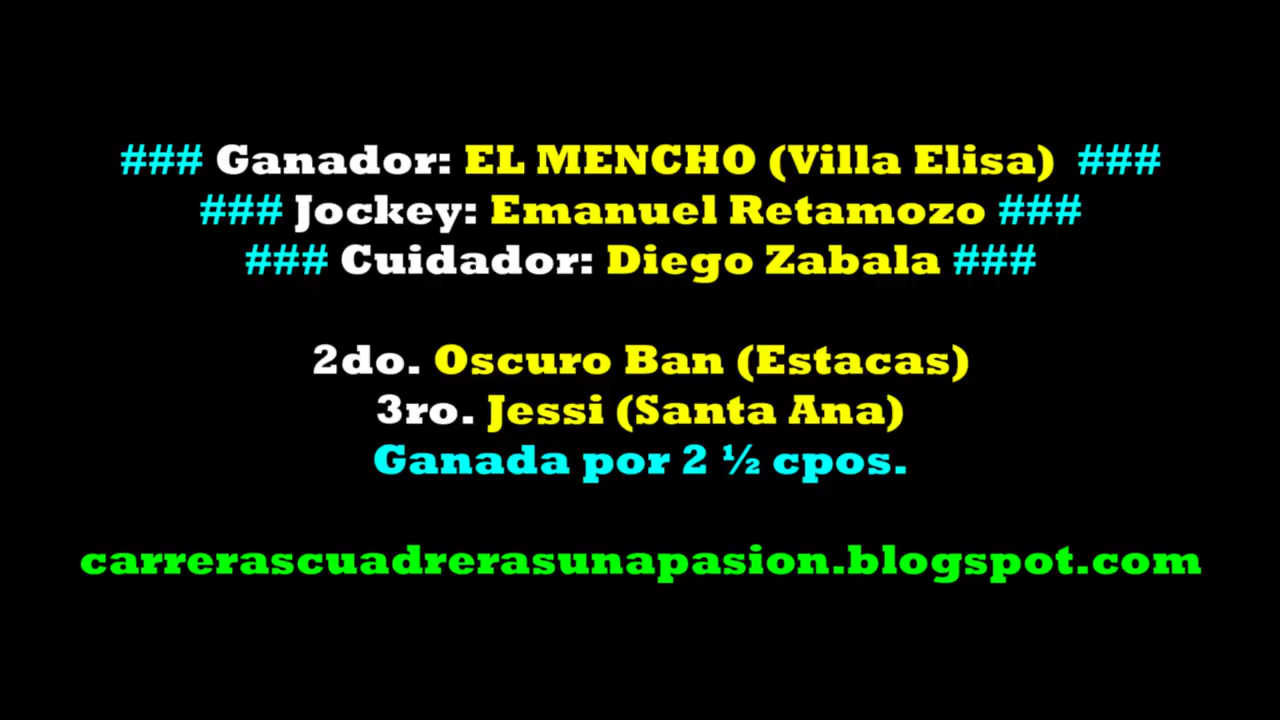 ### Ganador: EL MENCHO (Villa Elisa) ###
### Jockey: Emanuel Retamozo ###
### Cuidador: Diego Zabala ###
2do. Oscuro Ban (Estacas)
3ro. Jessi (Santa Ana)
Ganada por 2 ½ cpos.
carrerascuadrerasunapasion.blogspot.com